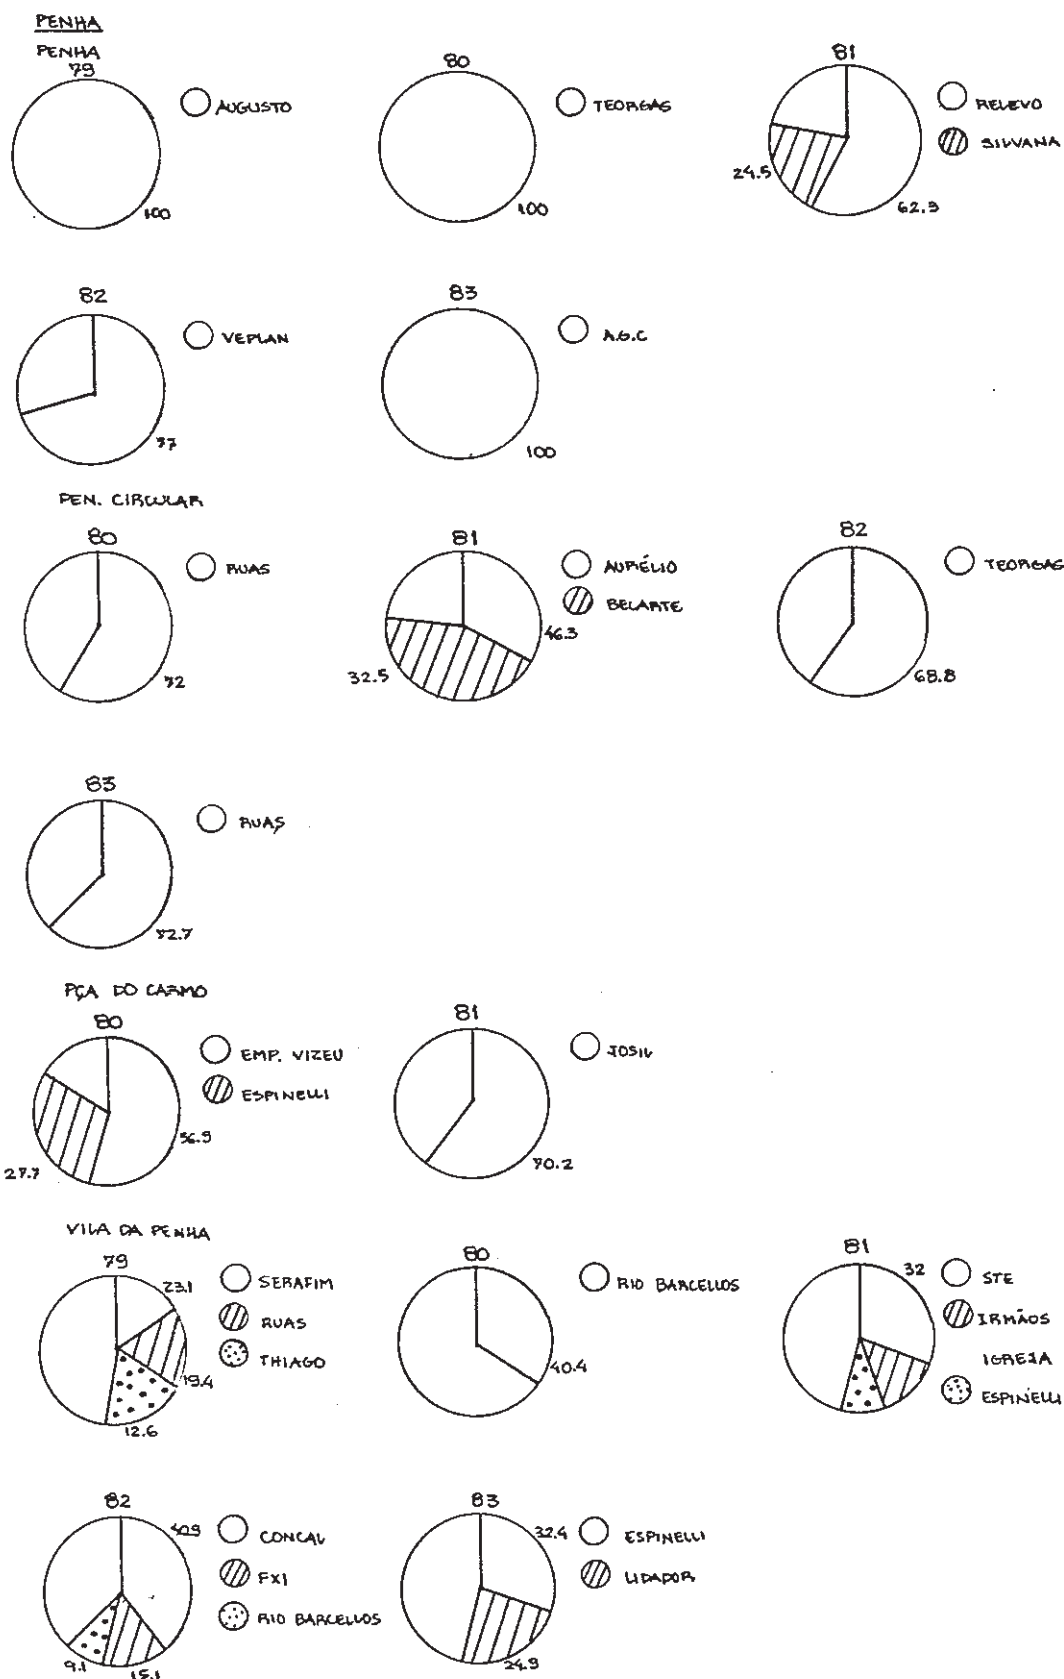 PENHA
PENHA
79
AUGUSTO
100
80
TEORGAS
100
81
RELEVO
SILVANA
24.5
62.9
82
VEPLAN
77
83
A.G.C
100
PEN. CIRCULAR
80
RUAS
72
81
AURÉLIO
BELARTE
46.3
32.5
82
TEORGAS
68.8
83
RUAS
72.7
PÇA DO CARMO
80
EMP. VIZEU
ESPINELLI
56.9
27.7
81
JOSIL
70.2
VILA DA PENHA
79
23.1
SERAFIM
RUAS
THIAGO
19.4
12.6
80
RIO BARCELLOS
40.4
81
32
STE
IRMÃOS
IGREJA
ESPINELLI
82
CONCAL
FXI
RIO BARCELLOS
9.1
15.1
83
32.4
ESPINELLI
LIDADOR
24.9